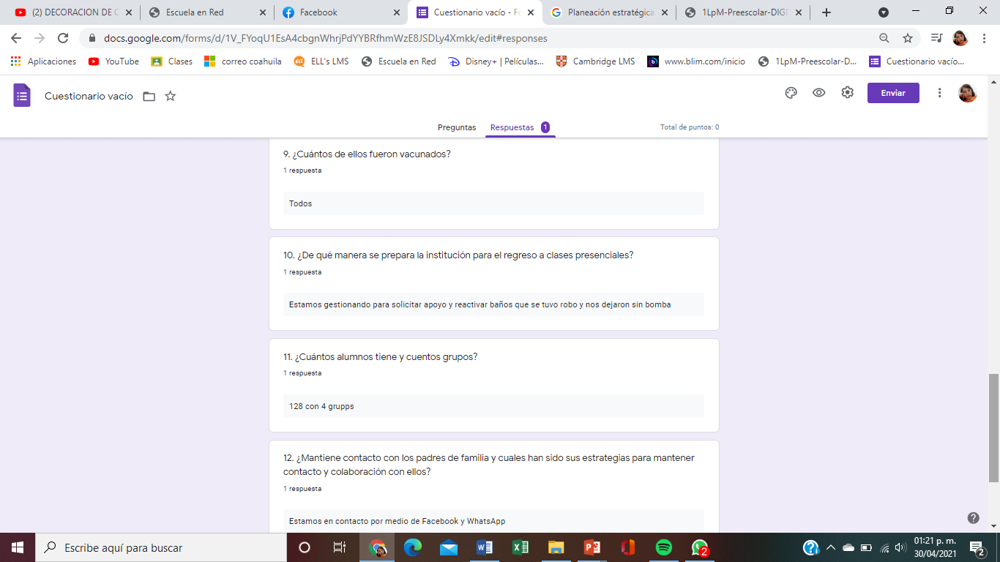 (2) DECORACION DE C
Escuela en Red
Facebook
Cuestionario vacío - Fo
Planeación estratégica
1LpM-Preescolar-DIGI
docs.google.com/forms/d/1V_FYoqU1EsA4cbgnWhrjPdYYBRfhmWzE8JSDLy4Xmkk/edit#responses
Aplicaciones
YouTube
Clases
correo coahuila
ELL's LMS
Escuela en Red
Disney+ | Películas...
Cambridge LMS
www.blim.com/inicio
1LpM-Preescolar-D...
Cuestionario vacío...
Cuestionario vacío
Enviar
Preguntas
Respuestas 1
Total de puntos: 0
9. ¿Cuántos de ellos fueron vacunados?
1 respuesta
Todos
10. ¿De qué manera se prepara la institución para el regreso a clases presenciales?
1 respuesta
Estamos gestionando para solicitar apoyo y reactivar baños que se tuvo robo y nos dejaron sin bomba
11. ¿Cuántos alumnos tiene y cuentos grupos?
1 respuesta
128 con 4 grupps
12. ¿Mantiene contacto con los padres de familia y cuales han sido sus estrategias para mantener
contacto y colaboración con ellos?
1 respuesta
Estamos en contacto por medio de Facebook y WhatsApp
Escribe aquí para buscar
2
01:21 p. m.
30/04/2021
2